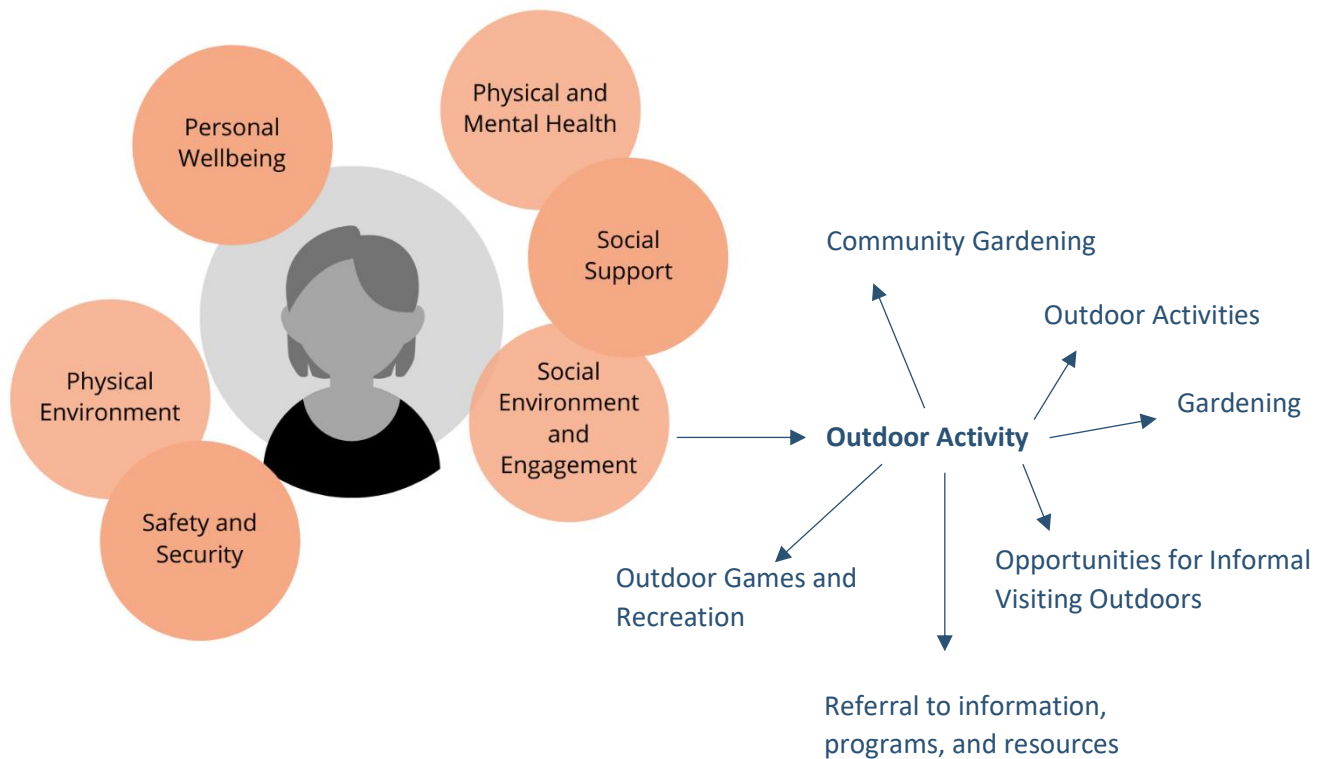 Personal
Wellbeing
Physical and
Mental Health
Social
Support
Physical
Environment
Social
Environment
and
Engagement
Safety and
Security
Community Gardening
Outdoor Activities
Gardening
Outdoor Activity
Outdoor Games and
Recreation
Opportunities for Informal
Visiting Outdoors
Referral to information,
programs, and resources